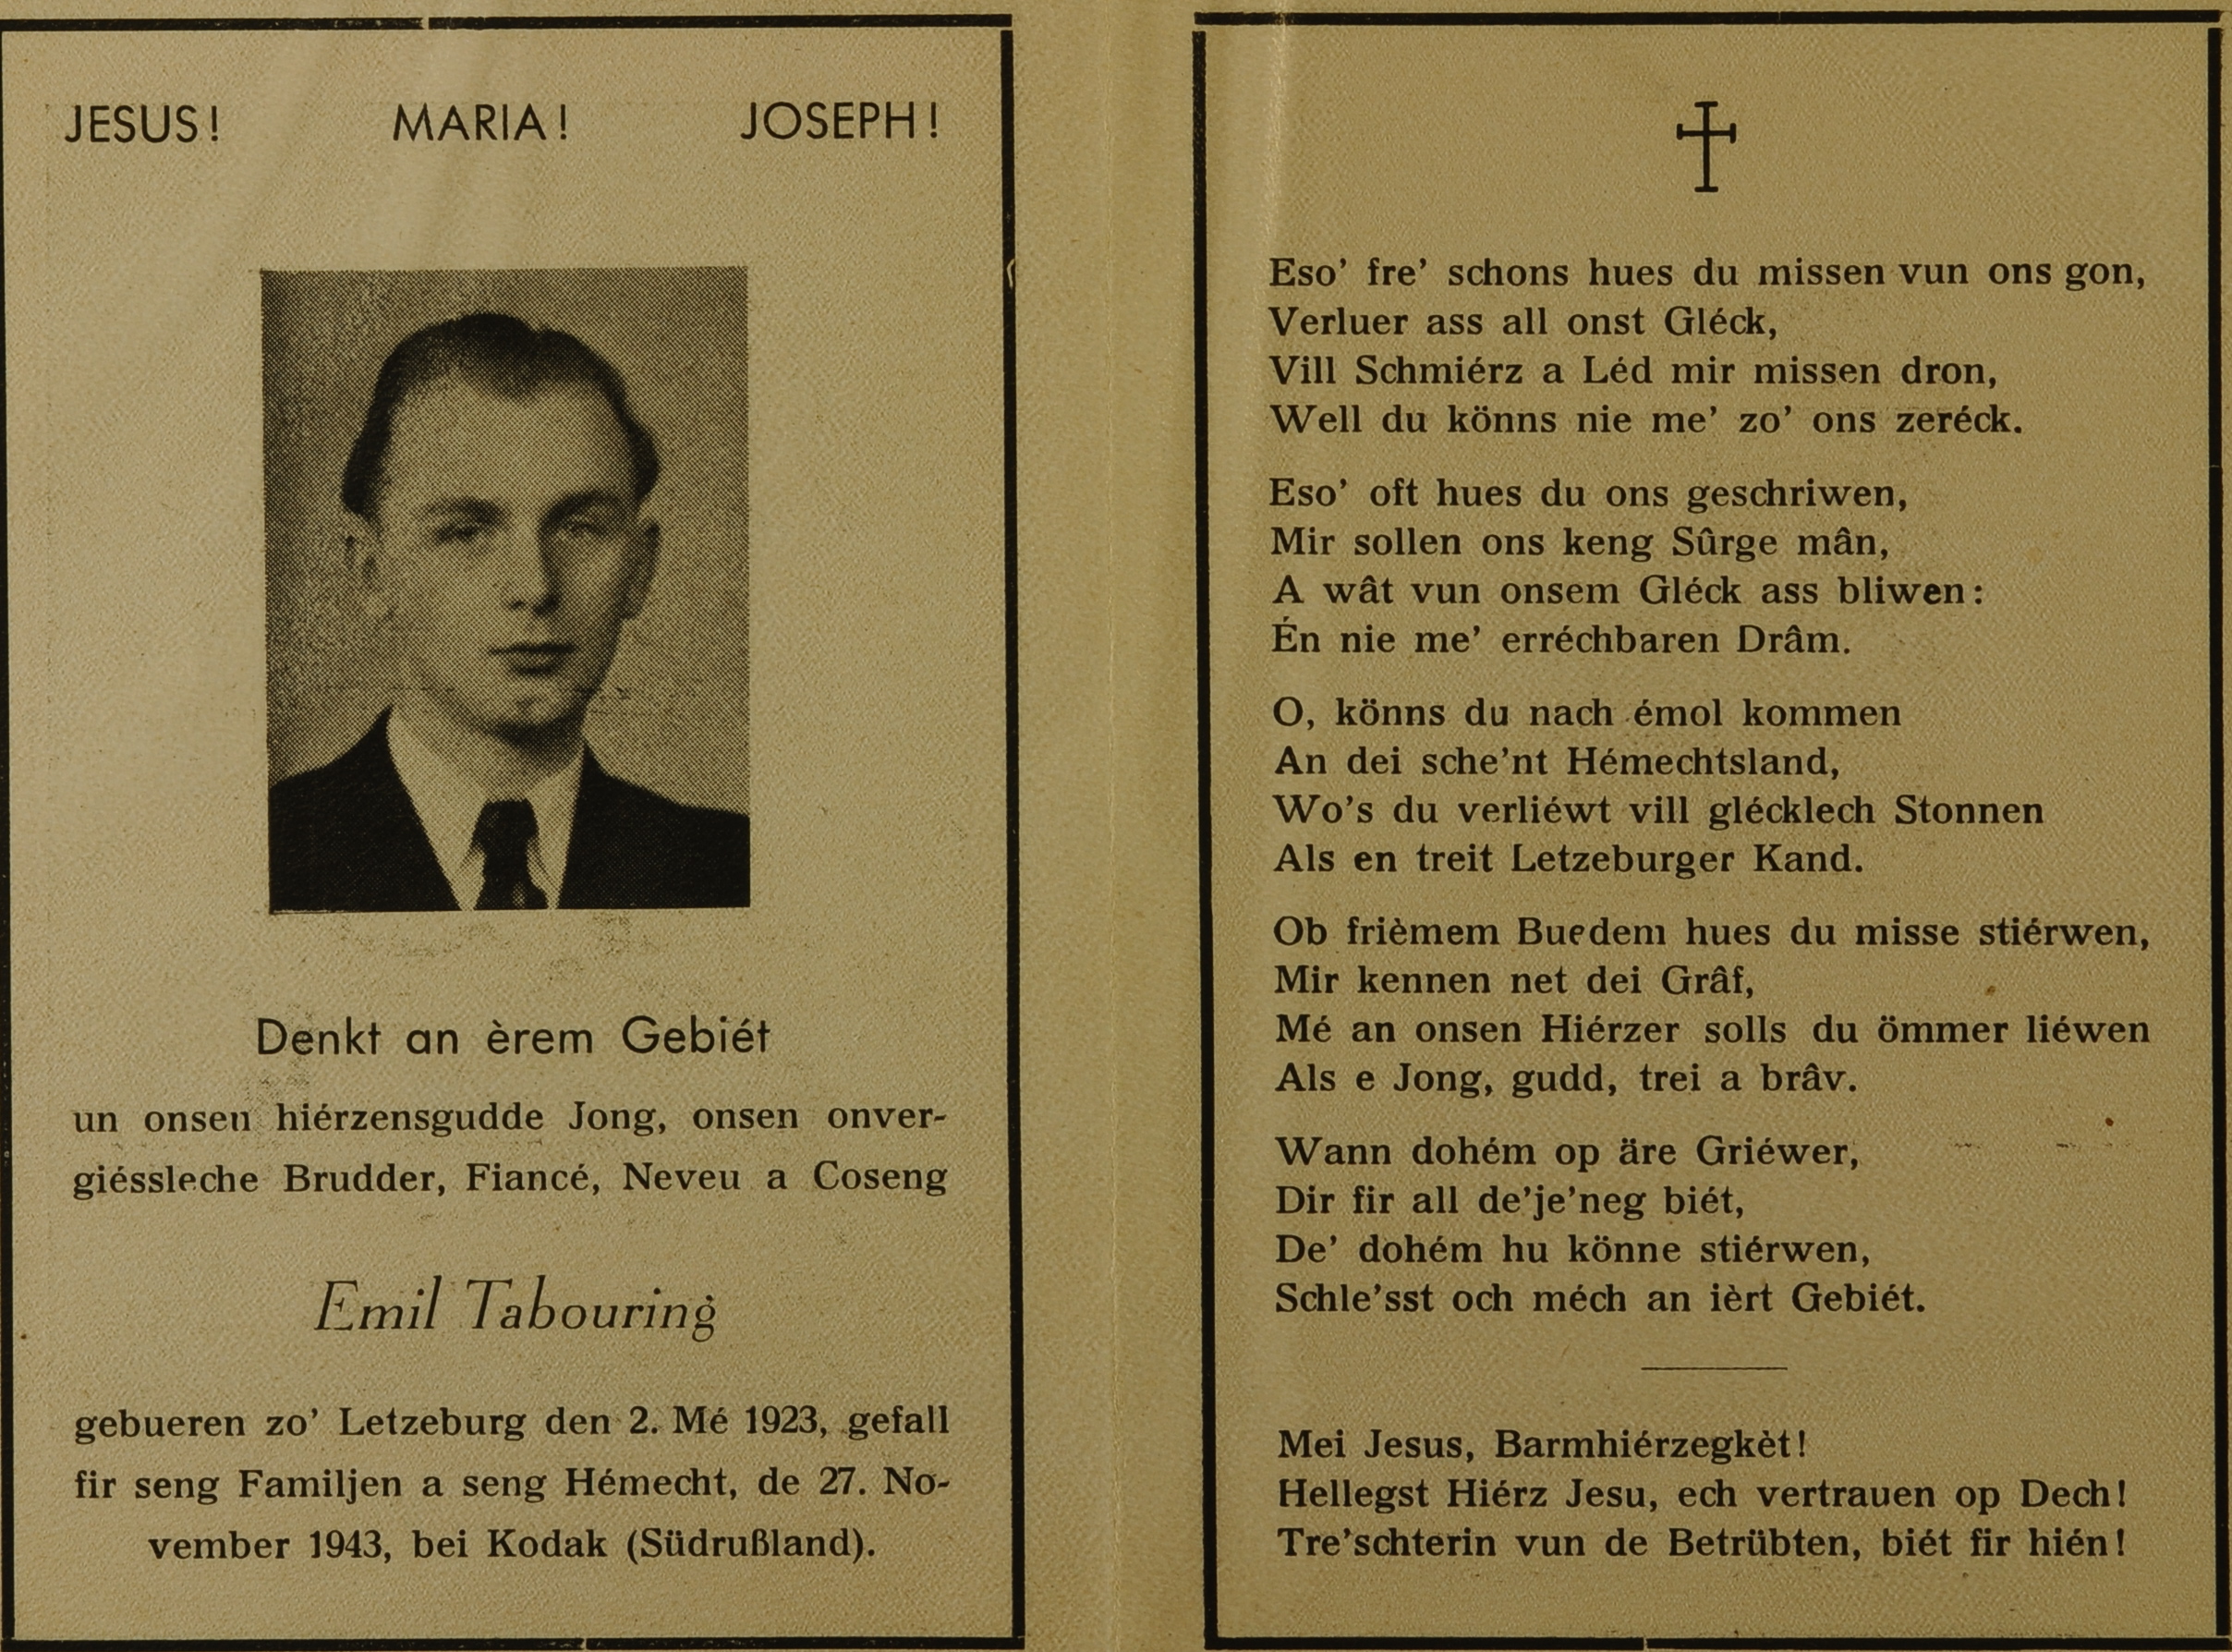 JESUS! MARIA! JOSEPH!
Denkt an èrem Gebiét
un onsen hiérzensgudde Jong, onsen onver-
giéssleche Brudder, Fiancé, Neveu a Coseng
Emil Tabouring
gebueren zo' Letzeburg den 2. Mé 1923, gefall
fir seng Familjen a seng Hémecht, de 27. No-
vember 1943, bei Kodak (Südrußland).
Eso' fre' schons hues du missen vun ons gon,
Verluer ass all onst Gléck,
Vill Schmiérz a Léd mir missen dron,
Well du könns nie me' zo' ons zeréck.
Eso' oft hues du ons geschriwen,
Mir sollen ons keng Sûrge mân,
A wât vun onsem Gléck ass bliwen:
Én nie me' erréchbaren Drâm.
O, könns du nach émol kommen
An dei sche'nt Hémechtsland,
Wo's du verliéwt vill glécklech Stonnen
Als en treit Letzeburger Kand.
Ob frièmem Buedem hues du misse stiérwen,
Mir kennen net dei Grâf,
Mé an onsen Hiérzer solls du ömmer liéwen
Als e Jong, gudd, trei a brâv.
Wann dohém op äre Griéwer,
Dir fir all de'je'neg biét,
De' dohém hu könne stiérwen,
Schle'sst och méch an ièrt Gebiét.
Mei Jesus, Barmhiérzegkèt!
Hellegst Hiérz Jesu, ech vertrauen op Dech!
Tre'schterin vun de Betrübten, biét fir hién!